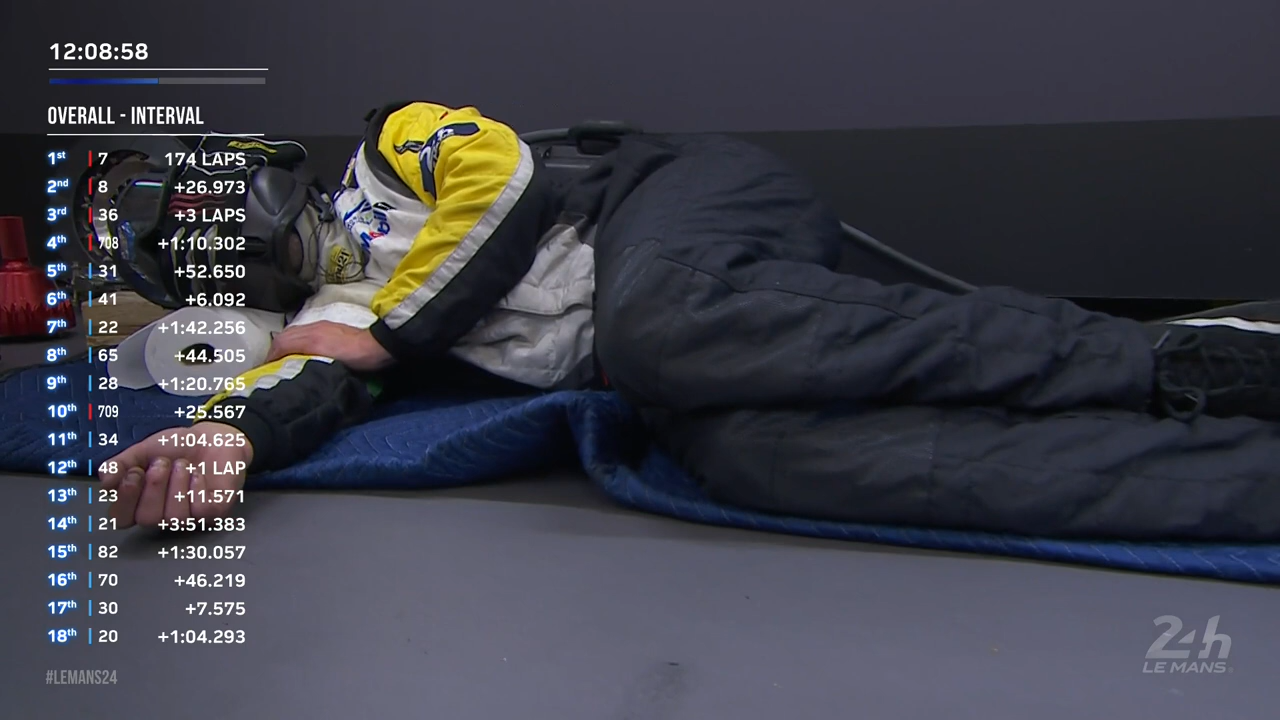 12:08:58
OVERALL - INTERVAL
1st 7 174 LAPS
2nd 8 +26.973
3rd 36 +3 LAPS
4th 708 +1:10.302
5th 31 +52.650
6th 41 +6.092
7th 22 +1:42.256
8th 65 +44.505
9th 28 +1:20.765
10th 709 +25.567
11th 34 +1:04.625
12th 48 +1 LAP
13th 23 +11.571
14th 21 +3:51.383
15th 82 +1:30.057
16th 70 +46.219
17th 30 +7.575
18th 20 +1:04.293
#LEMANS24
24h
LE MANS